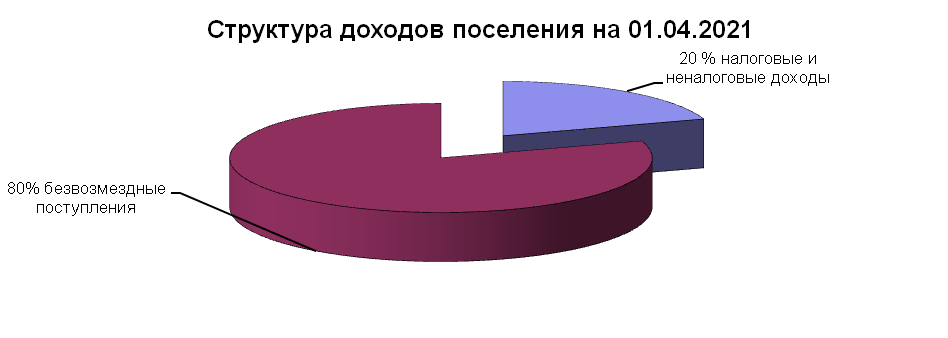 Структура доходов поселения на 01.04.2021
20 % налоговые и
неналоговые доходы
80% безвозмездные
поступления